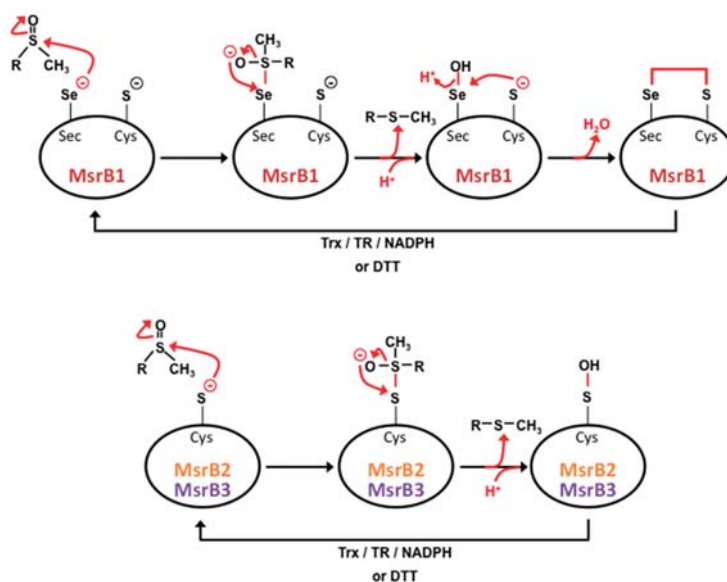 O
S
R CH₃
Se ⊖ S ⊖
Sec Cys
MsrB1
CH₃
⊖ O-S-R
Se S ⊖
Sec Cys
MsrB1
R-S-CH₃
H⁺
OH
H⁺ Se S ⊖
Sec Cys
MsrB1
H₂O
Se S
Sec Cys
MsrB1
Trx / TR / NADPH
or DTT
O
S
R CH₃
S ⊖
Cys
MsrB2
MsrB3
CH₃
⊖ O-S-R
S
Cys
MsrB2
MsrB3
R-S-CH₃
H⁺
OH
S
Cys
MsrB2
MsrB3
Trx / TR / NADPH
or DTT